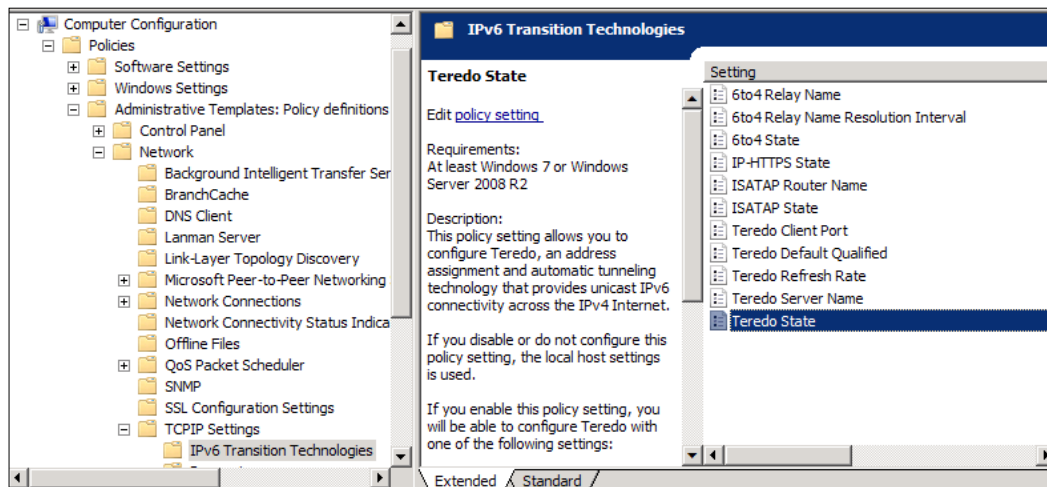 Computer Configuration
Policies
Software Settings
Windows Settings
Administrative Templates: Policy definitions
Control Panel
Network
Background Intelligent Transfer Ser
BranchCache
DNS Client
Lanman Server
Link-Layer Topology Discovery
Microsoft Peer-to-Peer Networking
Network Connections
Network Connectivity Status Indica
Offline Files
QoS Packet Scheduler
SNMP
SSL Configuration Settings
TCPIP Settings
IPv6 Transition Technologies
IPv6 Transition Technologies
Teredo State
Edit policy setting
Requirements:
At least Windows 7 or Windows
Server 2008 R2
Description:
This policy setting allows you to
configure Teredo, an address
assignment and automatic tunneling
technology that provides unicast IPv6
connectivity across the IPv4 Internet.
If you disable or do not configure this
policy setting, the local host settings
is used.
If you enable this policy setting, you
will be able to configure Teredo with
one of the following settings:
Setting
6to4 Relay Name
6to4 Relay Name Resolution Interval
6to4 State
IP-HTTPS State
ISATAP Router Name
ISATAP State
Teredo Client Port
Teredo Default Qualified
Teredo Refresh Rate
Teredo Server Name
Teredo State
Extended
Standard